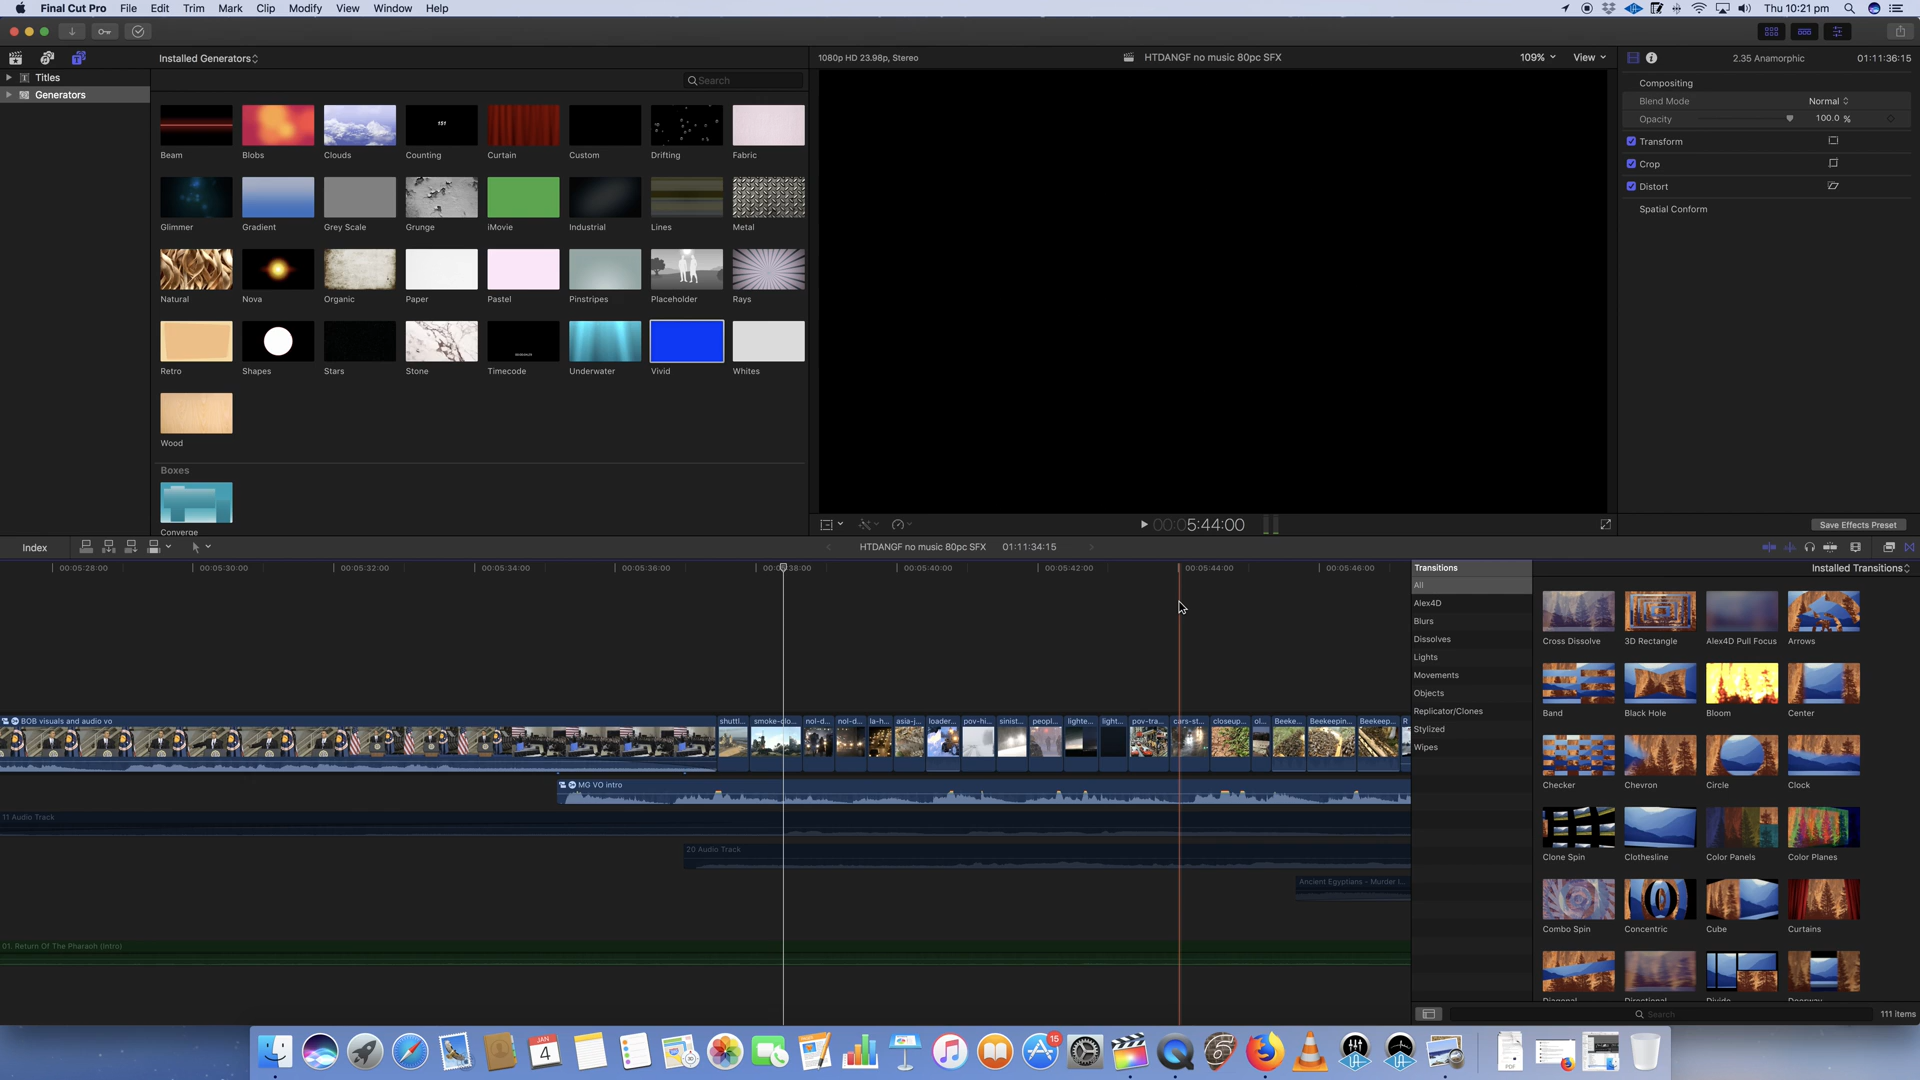 Final Cut Pro File Edit Trim Mark Clip Modify View Window Help
Thu 10:21 pm
Installed Generators
1080p HD 23.98p, Stereo
HTDANGF no music 80pc SFX
109%
View
2.35 Anamorphic
01:11:36:15
Titles
Generators
Search
Compositing
Blend Mode
Normal
Opacity
100.0 %
Transform
Crop
Distort
Spatial Conform
151
Beam Blobs Clouds Counting Curtain Custom Drifting Fabric
Glimmer Gradient Grey Scale Grunge iMovie Industrial Lines Metal
Natural Nova Organic Paper Pastel Pinstripes Placeholder Rays
Retro Shapes Stars Stone Timecode Underwater Vivid Whites
Wood
Boxes
Converge
00:05:44:00
Save Effects Preset
Index
HTDANGF no music 80pc SFX
01:11:34:15
00:05:28:00 00:05:30:00 00:05:32:00 00:05:34:00 00:05:36:00 00:05:38:00 00:05:40:00 00:05:42:00 00:05:44:00 00:05:46:00
Transitions
Installed Transitions
All
Alex4D
Blurs
Dissolves
Lights
Movements
Objects
Replicator/Clones
Stylized
Wipes
Cross Dissolve 3D Rectangle Alex4D Pull Focus Arrows
Band Black Hole Bloom Center
Checker Chevron Circle Clock
Clone Spin Clothesline Color Panels Color Planes
Combo Spin Concentric Cube Curtains
Diagonal Directional Divide Doorway
BOB visuals and audio vo
shuttl... smoke-clo... nol-d... nol-d... la-h... asia-j... loader... pov-hi... sinist... peopl... lighte... light... pov-tra... cars-st... closeup... ol... Beeke... Beekeepin... Beekeep... R
MG VO intro
11 Audio Track
20 Audio Track
Ancient Egyptians - Murder I...
01. Return Of The Pharaoh (Intro)
Search
111 items
JAN
4
15
PDF